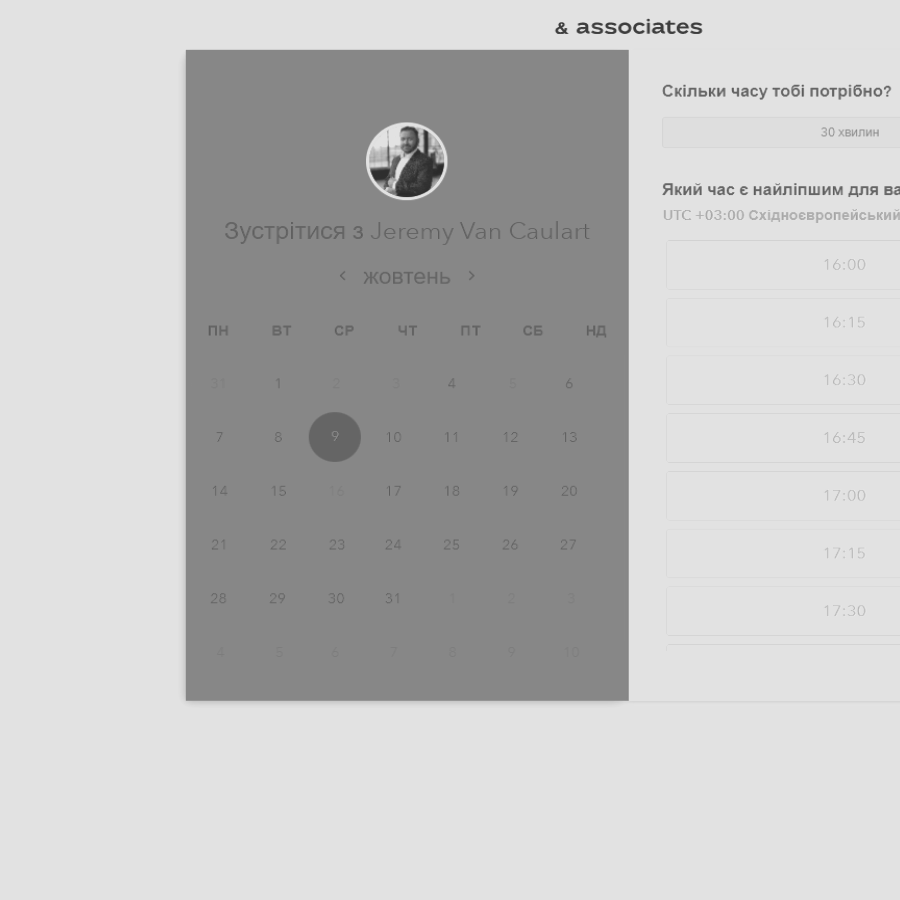 & associates
Зустрітися з Jeremy Van Caulart
‹ жовтень ›
ПН ВТ СР ЧТ ПТ СБ НД
31 1 2 3 4 5 6
7 8 9 10 11 12 13
14 15 16 17 18 19 20
21 22 23 24 25 26 27
28 29 30 31 1 2 3
4 5 6 7 8 9 10
Скільки часу тобі потрібно?
30 хвилин
Який час є найліпшим для ва
UTC +03:00 Східноєвропейський
16:00
16:15
16:30
16:45
17:00
17:15
17:30